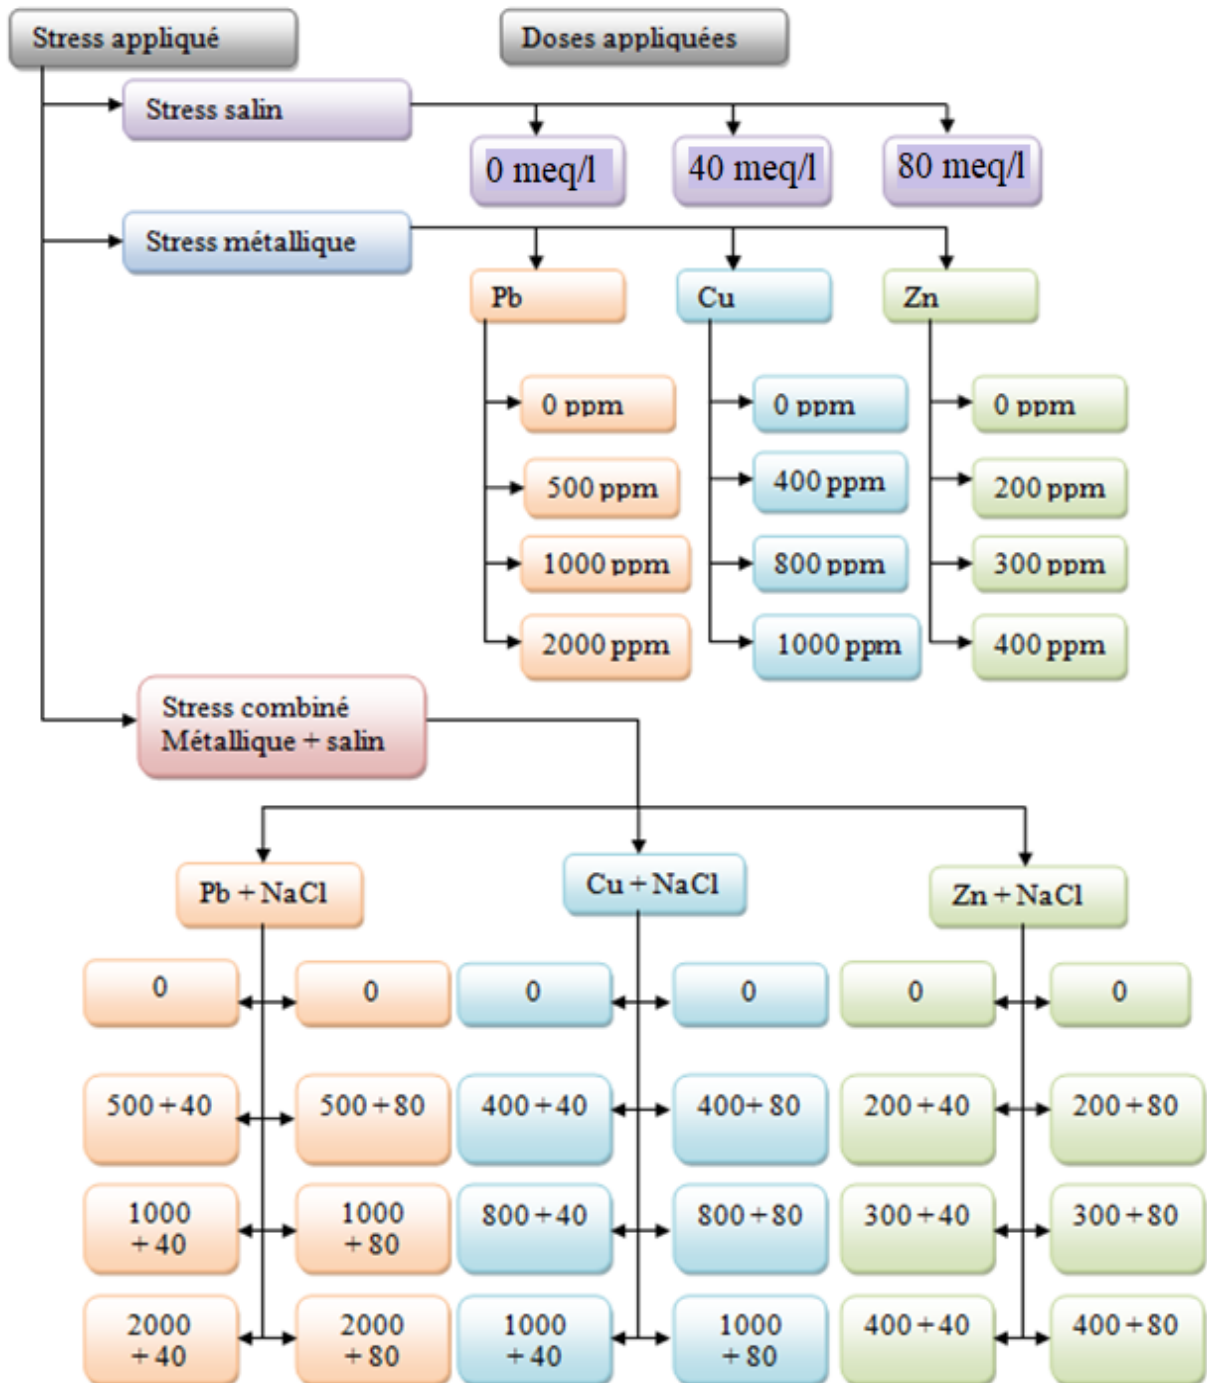 Stress appliqué
Doses appliquées
Stress salin
0 meq/l
40 meq/l
80 meq/l
Stress métallique
Pb
Cu
Zn
0 ppm
0 ppm
0 ppm
500 ppm
400 ppm
200 ppm
1000 ppm
800 ppm
300 ppm
2000 ppm
1000 ppm
400 ppm
Stress combiné
Métallique + salin
Pb + NaCl
Cu + NaCl
Zn + NaCl
0
0
0
0
0
0
500 + 40
500 + 80
400 + 40
400+ 80
200 + 40
200 + 80
1000
+ 40
1000
+ 80
800 + 40
800 + 80
300 + 40
300 + 80
2000
+ 40
2000
+ 80
1000
+ 40
1000
+ 80
400 + 40
400 + 80